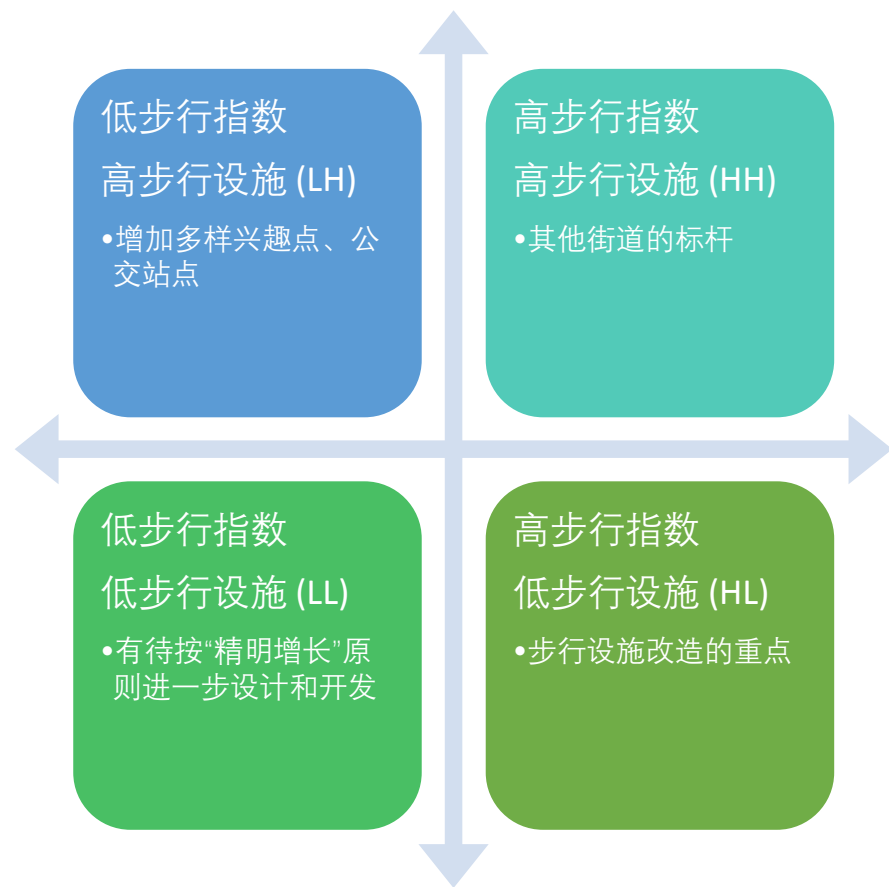 低步行指数
高步行设施 (LH)
•增加多样兴趣点、公
交站点
高步行指数
高步行设施 (HH)
•其他街道的标杆
低步行指数
低步行设施 (LL)
•有待按“精明增长”原
则进一步设计和开发
高步行指数
低步行设施 (HL)
•步行设施改造的重点